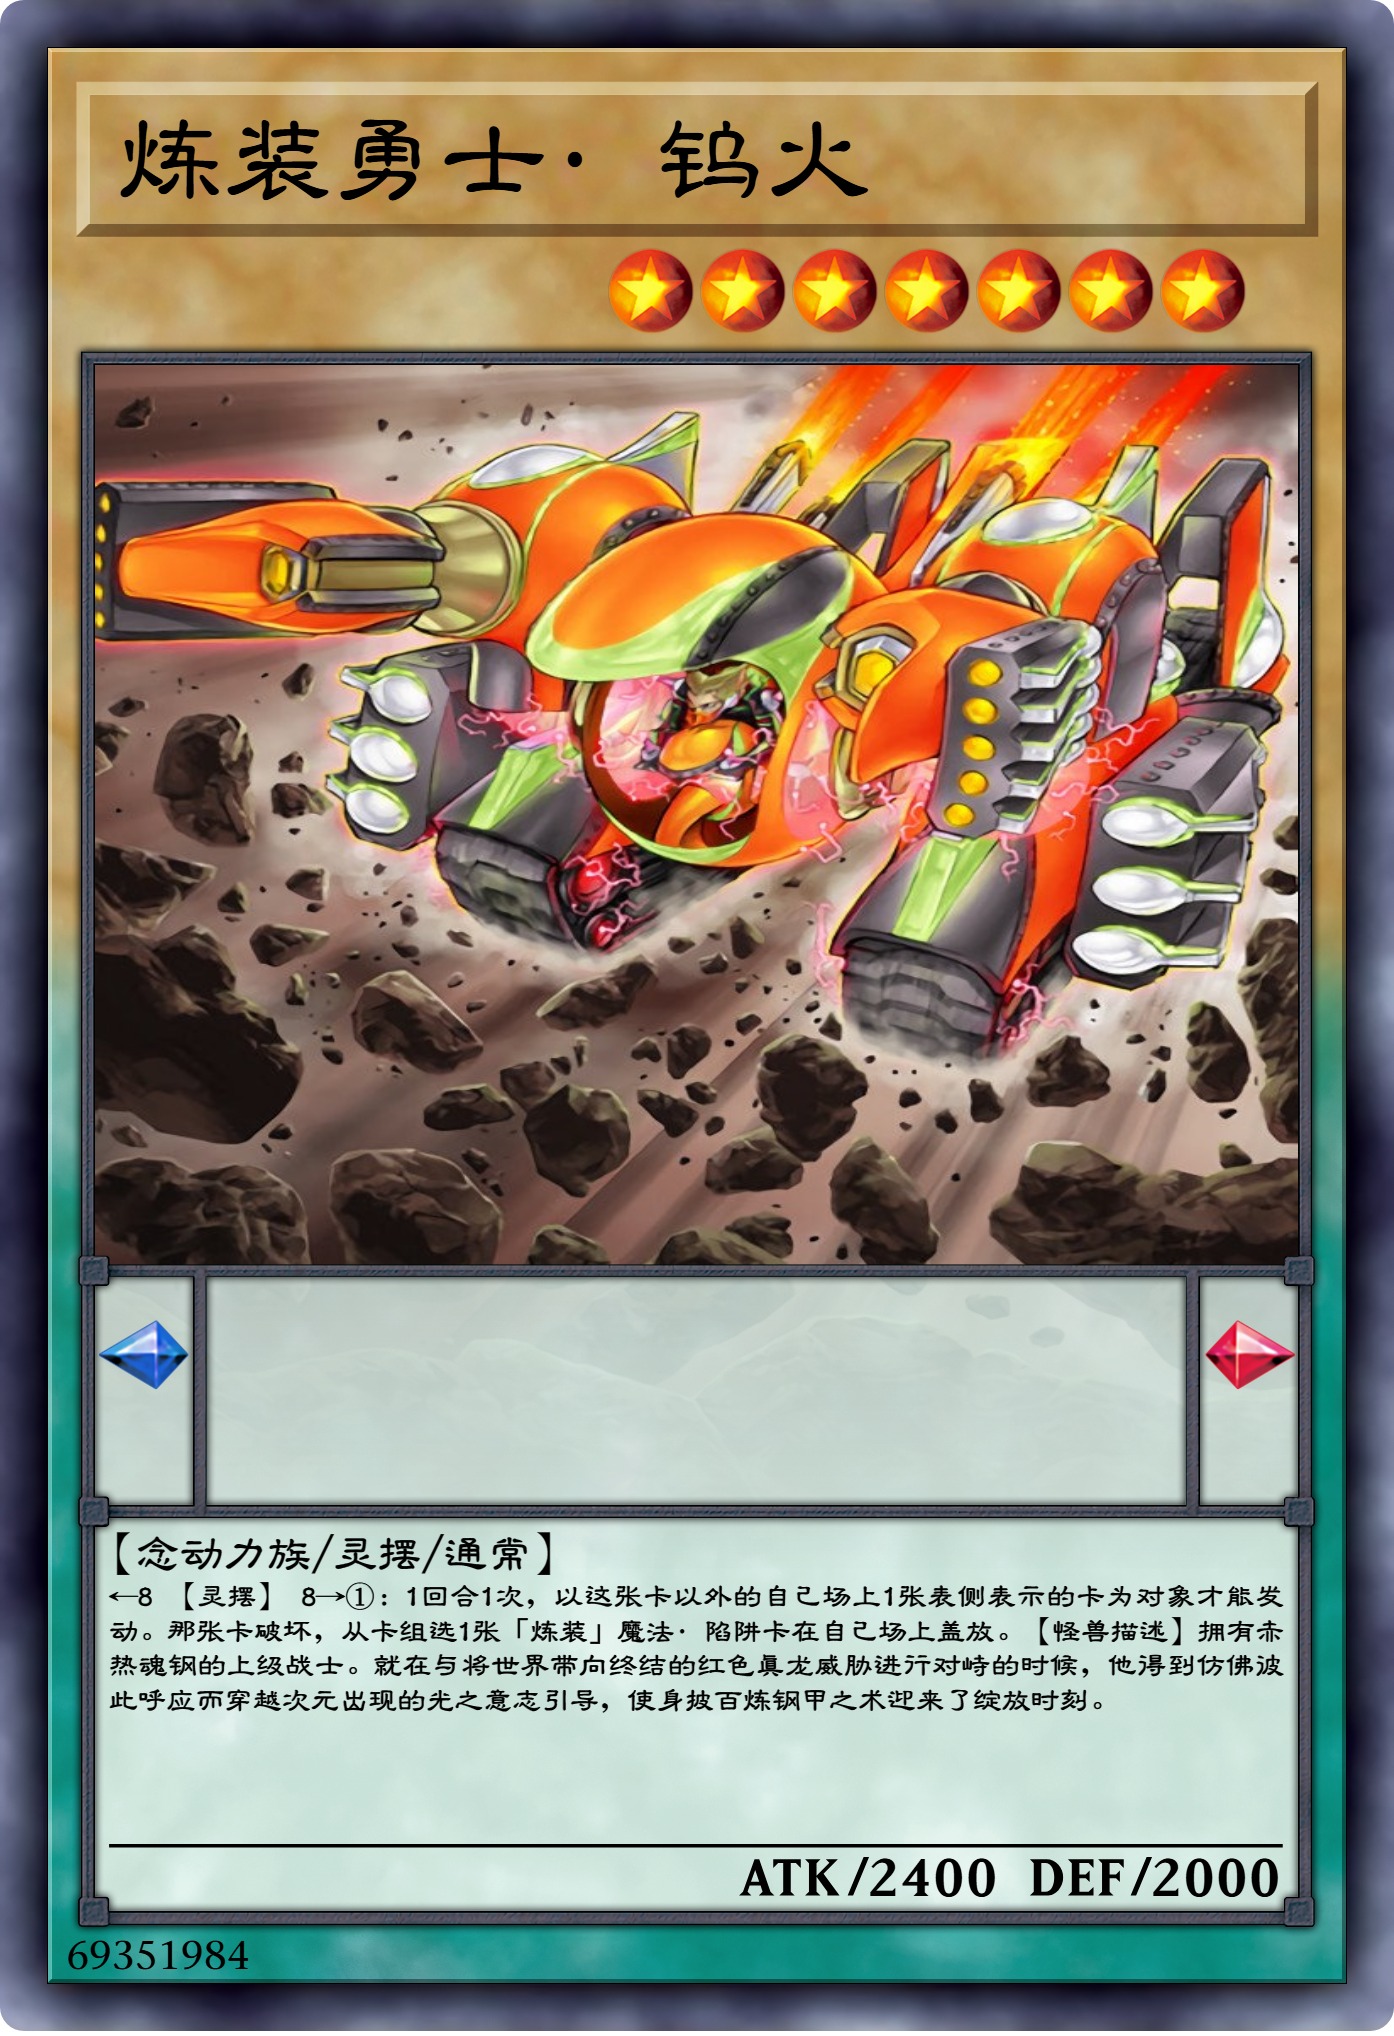 炼装勇士· 钨火
【念动力族/灵摆/通常】
←8 【灵摆】 8→①：1回合1次，以这张卡以外的自己场上1张表侧表示的卡为对象才能发
动。那张卡破坏，从卡组选1张「炼装」魔法· 陷阱卡在自己场上盖放。【怪兽描述】拥有赤
热魂钢的上级战士。就在与将世界带向终结的红色真龙威胁进行对峙的时候，他得到仿佛彼
此呼应而穿越次元出现的光之意志引导，使身披百炼钢甲之术迎来了绽放时刻。
ATK/2400 DEF/2000
69351984